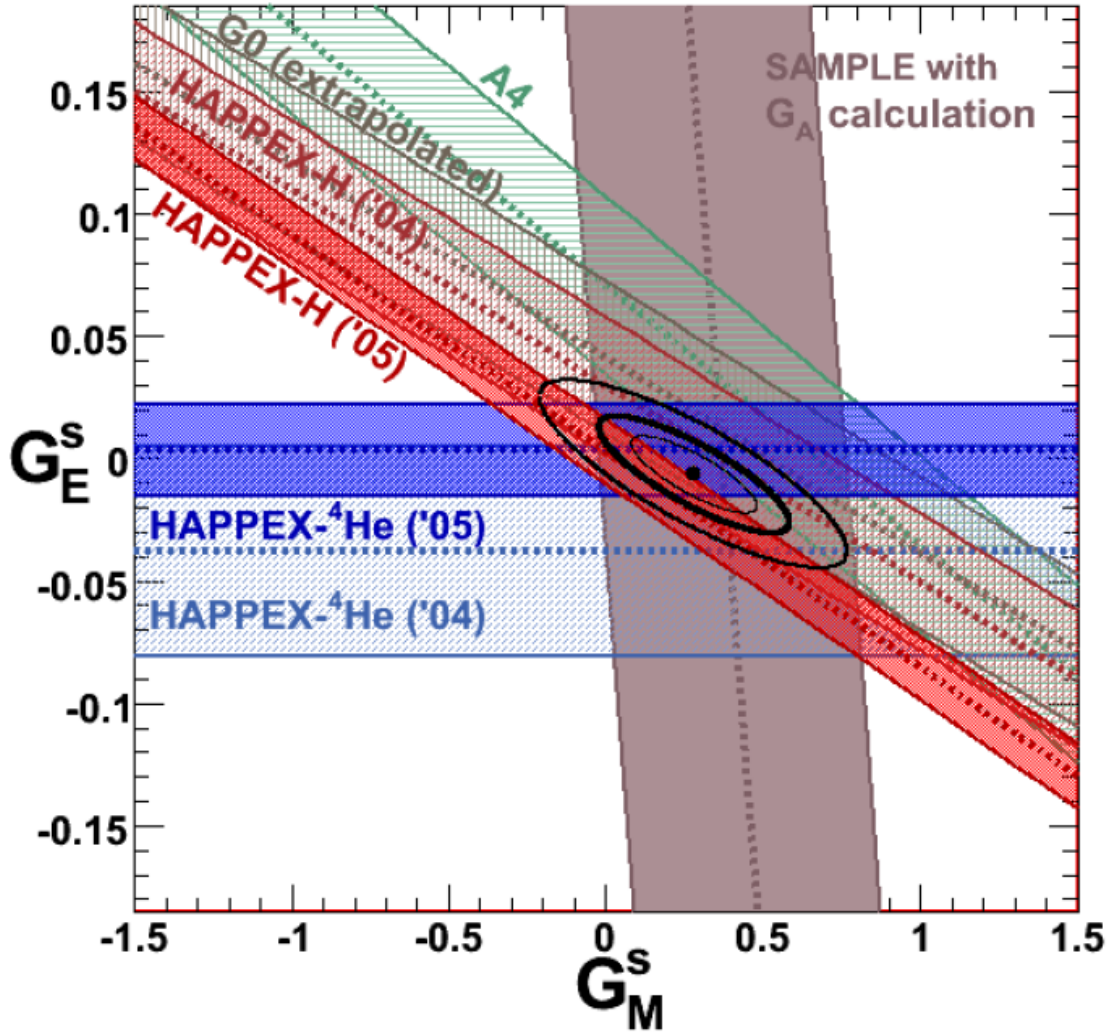 G0 (extrapolated)
A4
SAMPLE with
G_A calculation
HAPPEX-H ('04)
HAPPEX-H ('05)
HAPPEX-⁴He ('05)
HAPPEX-⁴He ('04)
0.15
0.1
0.05
0
-0.05
-0.1
-0.15
G_E^s
-1.5 -1 -0.5 0 0.5 1 1.5
G_M^s